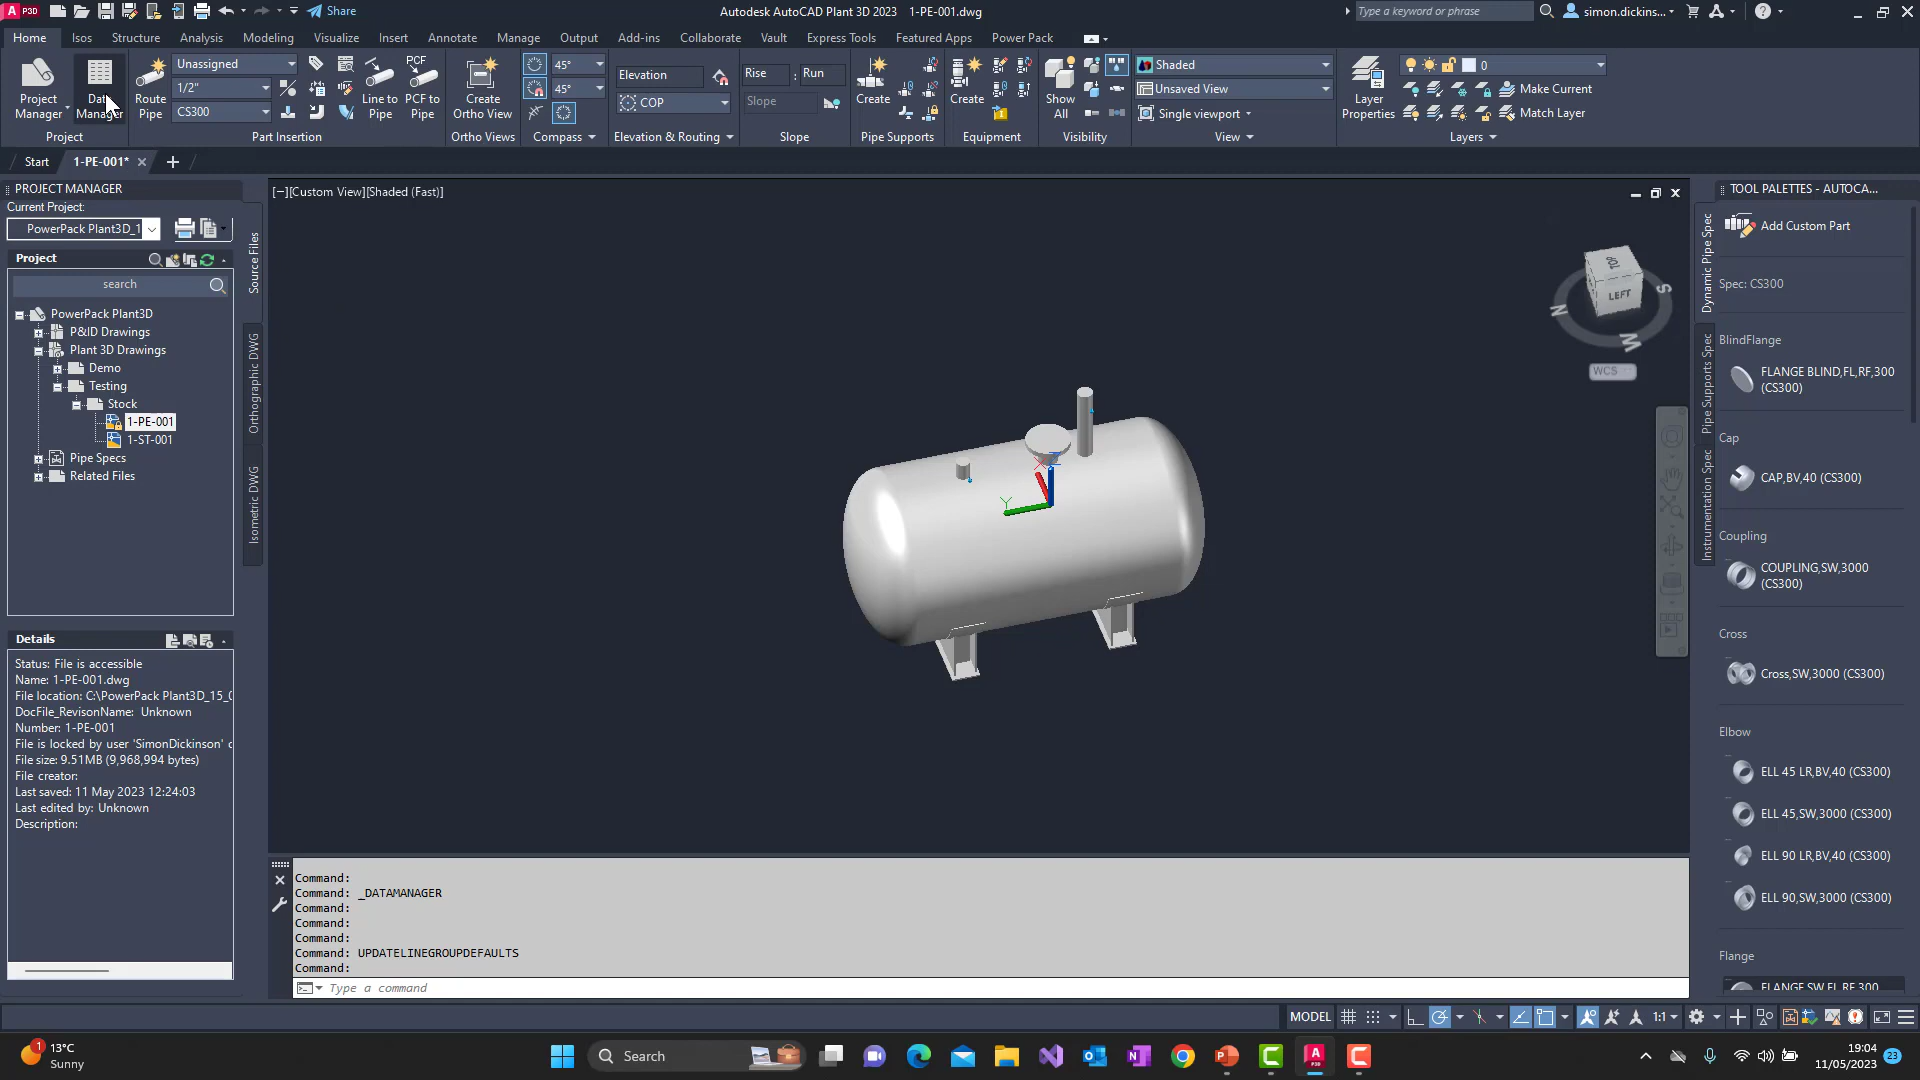 P3D
Share
Autodesk AutoCAD Plant 3D 2023 1-PE-001.dwg
Type a keyword or phrase
simon.dickins...
Home Isos Structure Analysis Modeling Visualize Insert Annotate Manage Output Add-ins Collaborate Vault Express Tools Featured Apps Power Pack
Project Manager
Data Manager
Route Pipe
Unassigned
1/2"
CS300
Line to Pipe
PCF
PCF to Pipe
Create Ortho View
45°
45°
Elevation
COP
Rise : Run
Slope
Create
Create
Show All
Shaded
Unsaved View
Single viewport
Layer Properties
0
Make Current
Match Layer
Project
Part Insertion
Ortho Views
Compass
Elevation & Routing
Slope
Pipe Supports
Equipment
Visibility
View
Layers
Start
1-PE-001*
PROJECT MANAGER
Current Project:
PowerPack Plant3D_1
Project
search
PowerPack Plant3D
P&ID Drawings
Plant 3D Drawings
Demo
Testing
Stock
1-PE-001
1-ST-001
Pipe Specs
Related Files
Source Files
Orthographic DWG
Isometric DWG
Details
Status: File is accessible
Name: 1-PE-001.dwg
File location: C:\PowerPack Plant3D_15_0
DocFile_RevisonName: Unknown
Number: 1-PE-001
File is locked by user 'SimonDickinson' c
File size: 9.51MB (9,968,994 bytes)
File creator:
Last saved: 11 May 2023 12:24:03
Last edited by: Unknown
Description:
[−][Custom View][Shaded (Fast)]
TOP
LEFT
N
S
W
WCS
X
Y
Z
Command:
Command: _DATAMANAGER
Command:
Command:
Command:
Command: UPDATELINEGROUPDEFAULTS
Command:
Type a command
TOOL PALETTES - AUTOCA...
Dynamic Pipe Spec
Pipe Supports Spec
Instrumentation Spec
Add Custom Part
Spec: CS300
BlindFlange
FLANGE BLIND,FL,RF,300
(CS300)
Cap
CAP,BV,40 (CS300)
Coupling
COUPLING,SW,3000
(CS300)
Cross
Cross,SW,3000 (CS300)
Elbow
ELL 45 LR,BV,40 (CS300)
ELL 45,SW,3000 (CS300)
ELL 90 LR,BV,40 (CS300)
ELL 90,SW,3000 (CS300)
Flange
FLANGE SW,FL,RF,300
MODEL
1:1
1
13°C
Sunny
Search
19:04
11/05/2023
23